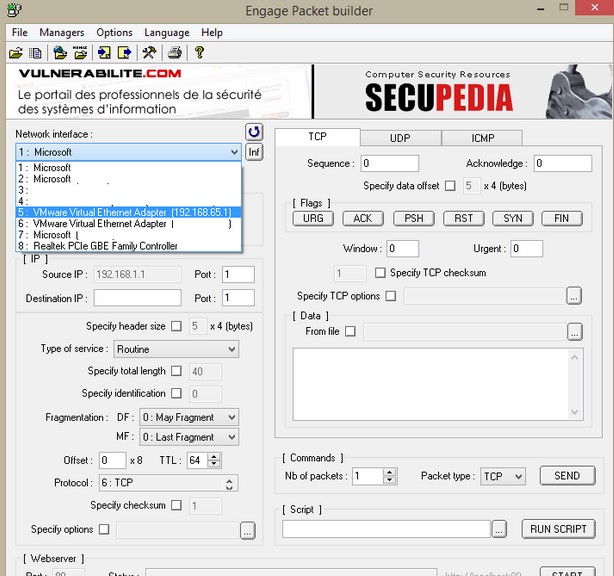 Engage Packet builder
File Managers Options Language Help
VULNERABILITE.COM
Le portail des professionnels de la sécurité
des systèmes d'information
Computer Security Resources
SECUPEDIA
Network interface :
1 : Microsoft
Inf
1 : Microsoft
2 : Microsoft
3 :
4 :
5 : VMware Virtual Ethernet Adapter (192.168.65.1)
6 : VMware Virtual Ethernet Adapter ( )
7 : Microsoft (
8 : Realtek PCIe GBE Family Controller
[ IP ]
Source IP : 192.168.1.1 Port : 1
Destination IP : Port : 1
Specify header size 5 x 4 (bytes)
Type of service : Routine
Specify total length 40
Specify identification 0
Fragmentation : DF : 0 : May Fragment
MF : 0 : Last Fragment
Offset : 0 x 8 TTL : 64
Protocol : 6 : TCP
Specify checksum 1
Specify options ...
[ Webserver ]
TCP UDP ICMP
Sequence : 0 Acknowledge : 0
Specify data offset 5 x 4 (bytes)
[ Flags ]
URG ACK PSH RST SYN FIN
Window : 0 Urgent : 0
1 Specify TCP checksum
Specify TCP options ...
[ Data ]
From file ...
[ Commands ]
Nb of packets : 1 Packet type : TCP SEND
[ Script ]
... RUN SCRIPT
START